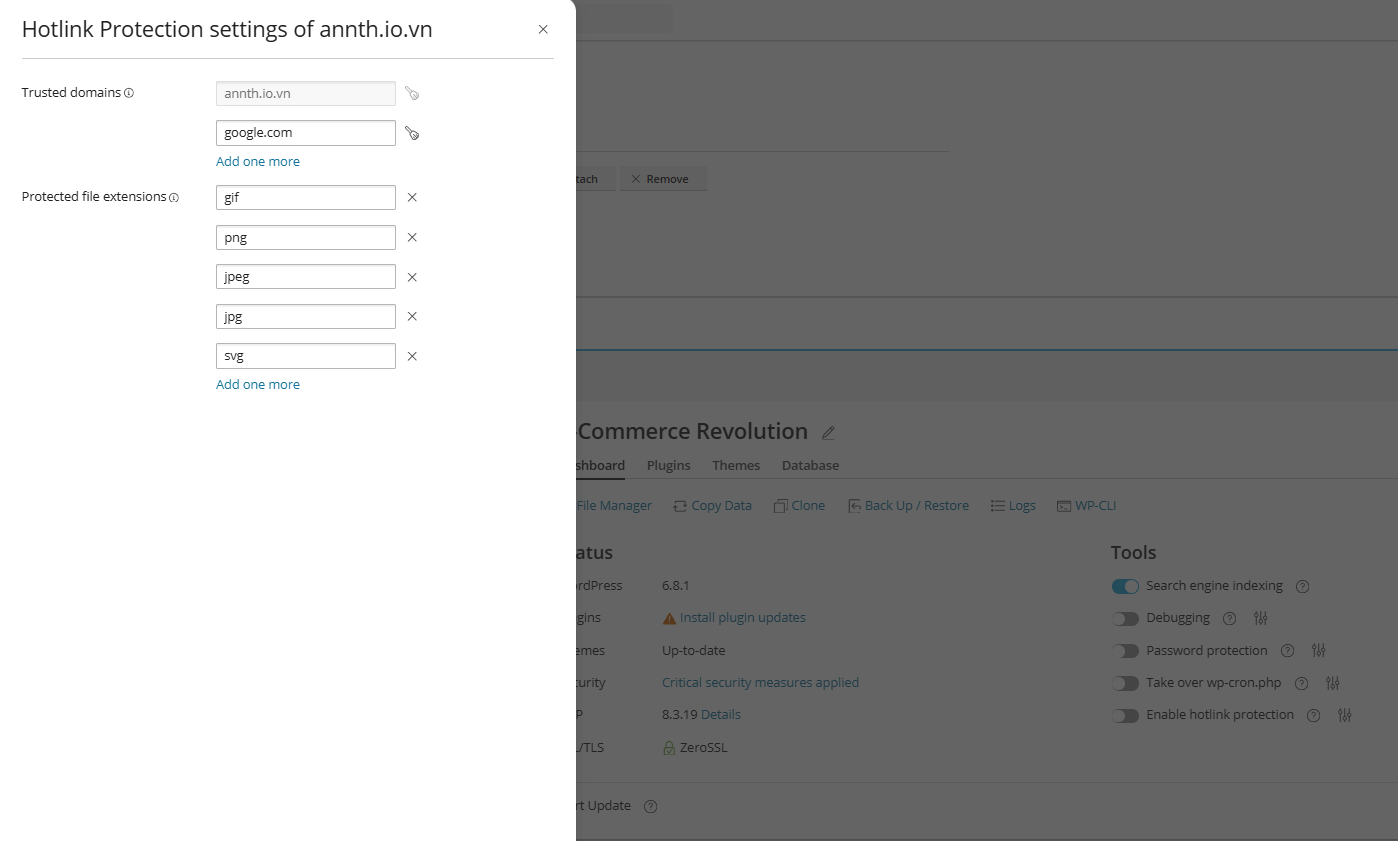 Hotlink Protection settings of annth.io.vn
Trusted domains
annth.io.vn
google.com
Add one more
Protected file extensions
gif
png
jpeg
jpg
svg
Add one more
tach
Remove
-Commerce Revolution
shboard Plugins Themes Database
File Manager Copy Data Clone Back Up / Restore Logs WP-CLI
atus
Tools
rdPress 6.8.1
Search engine indexing
gins Install plugin updates
Debugging
emes Up-to-date
Password protection
curity Critical security measures applied
Take over wp-cron.php
P 8.3.19 Details
Enable hotlink protection
L/TLS ZeroSSL
rt Update